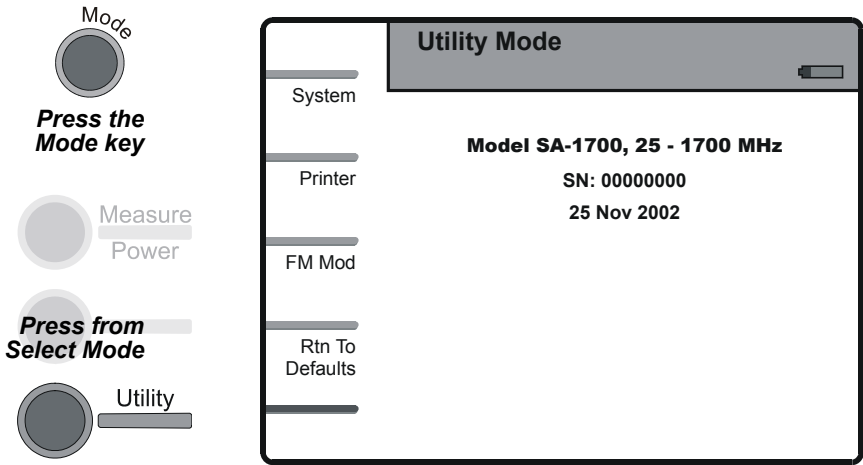 Mode
Press the
Mode key
Measure
Power
Press from
Select Mode
Utility
Utility Mode
System
Printer
FM Mod
Rtn To
Defaults
Model SA-1700, 25 - 1700 MHz
SN: 00000000
25 Nov 2002